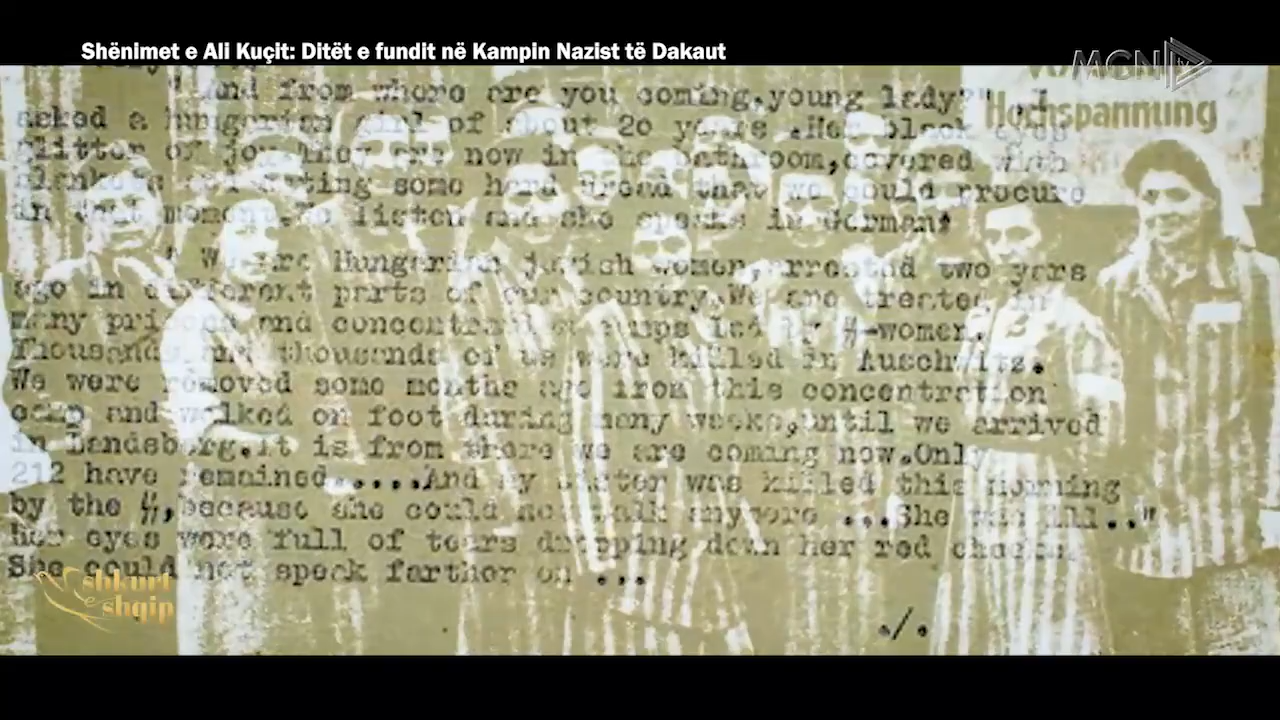 Shënimet e Ali Kuçit: Ditët e fundit në Kampin Nazist të Dakaut
MCN TV
Hochspannung
" And from where are you coming,young lady?" I
asked a hungarian girl of about 20 years .Her black eyes
glitter of joy.They are now in the bathroom,covered with
blankets and eating some hard bread that we could procure
in that moment.We listen and she speaks in German:
" We are Hungarian jewish women,arrested two yers
ago in different parts of our country.We are treated in
many prisons and concentration camps led by SS-women.
Thousands and thousands of us were killed in Auschwitz.
We were removed some months ago from this concentration
camp and walked on foot during many weeks,until we arrived
in Landsberg.it is from there we are coming now.Only
212 have remained.....And my sister was killed this morning
by the SS,because she could not walk anymore ...She was ill.."
her eyes were full of tears dropping down her red cheeks.
She could not speak farther on ...
./.
shkurt
e shqip